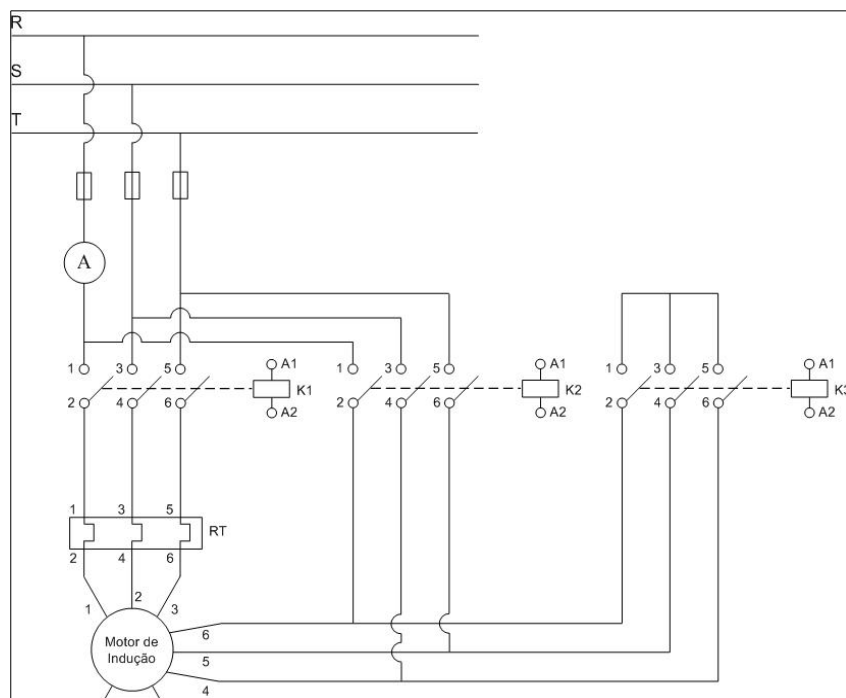 R
S
T
A
1 3 5 A1 1 3 5 A1 1 3 5 A1
K1 K2 K3
2 4 6 A2 2 4 6 A2 2 4 6 A2
1 3 5
RT
2 4 6
1 2 3
Motor de
Indução
6
5
4